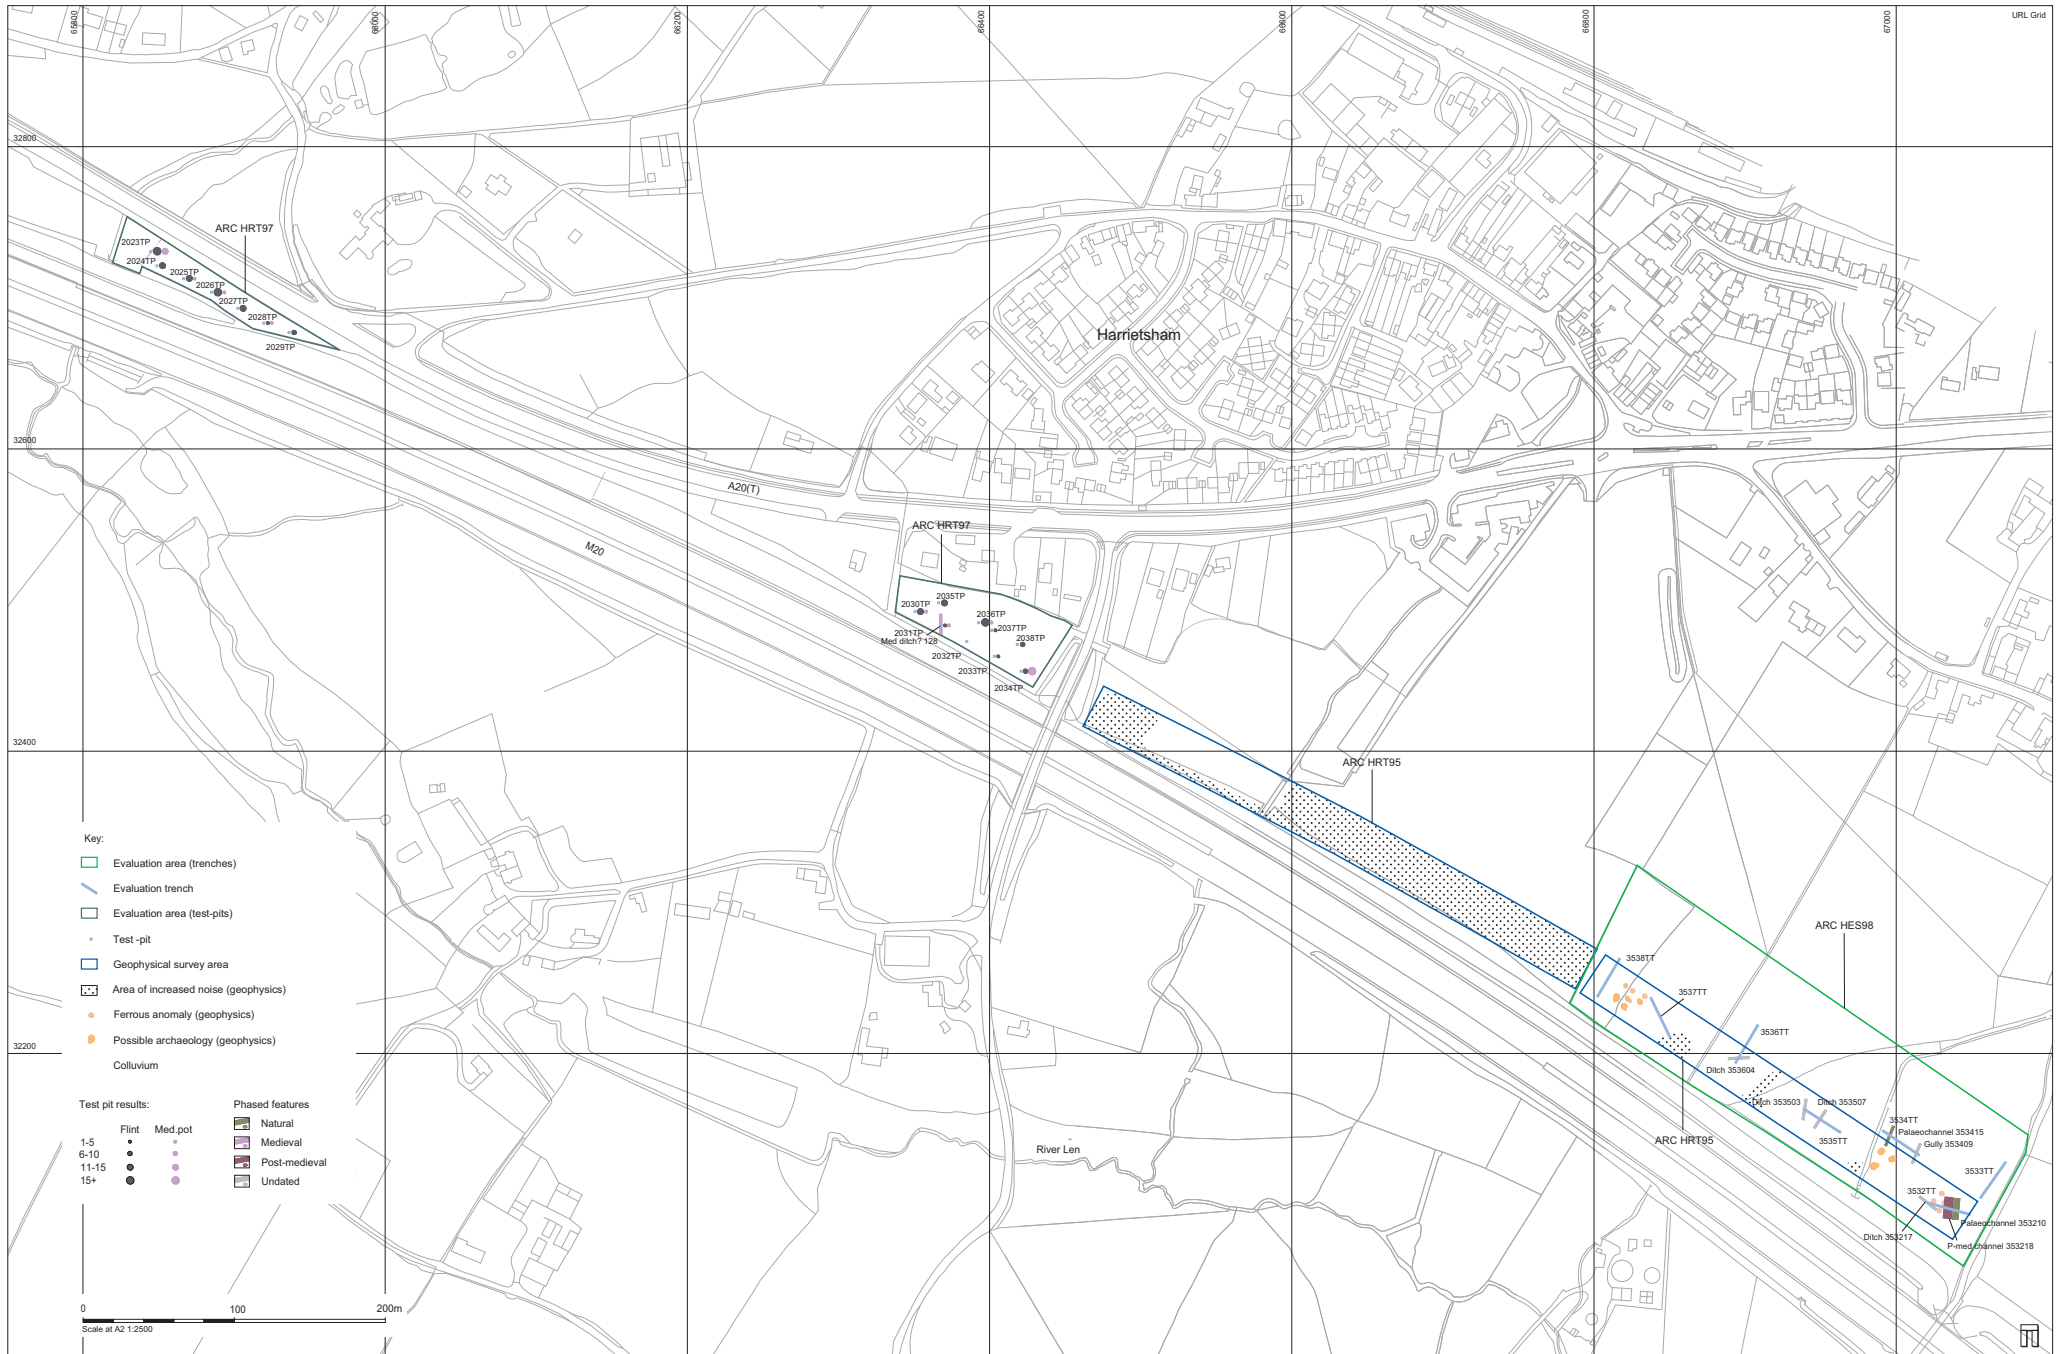 65800
66000
66200
66400
66600
66800
67000
URL Grid
32800
ARC HRT97
2023TP
2024TP
2025TP
2026TP
2027TP
2028TP
2029TP
Harrietsham
32600
A20(T)
M20
ARC HRT97
2035TP
2030TP
2036TP
2037TP
2031TP
Med ditch? 128
2038TP
2032TP
2033TP
2034TP
32400
ARC HRT95
ARC HES98
3538TT
3537TT
3536TT
Ditch 353604
Ditch 353503
Ditch 353507
3535TT
3534TT
Palaeochannel 353415
Gully 353409
ARC HRT95
3533TT
3532TT
Palaeochannel 353210
Ditch 353217
P-med channel 353218
River Len
32200
Key:
Evaluation area (trenches)
Evaluation trench
Evaluation area (test-pits)
Test -pit
Geophysical survey area
Area of increased noise (geophysics)
Ferrous anomaly (geophysics)
Possible archaeology (geophysics)
Colluvium
Test pit results:
Flint Med.pot
1-5
6-10
11-15
15+
Phased features
Natural
Medieval
Post-medieval
Undated
0 100 200m
Scale at A2 1:2500